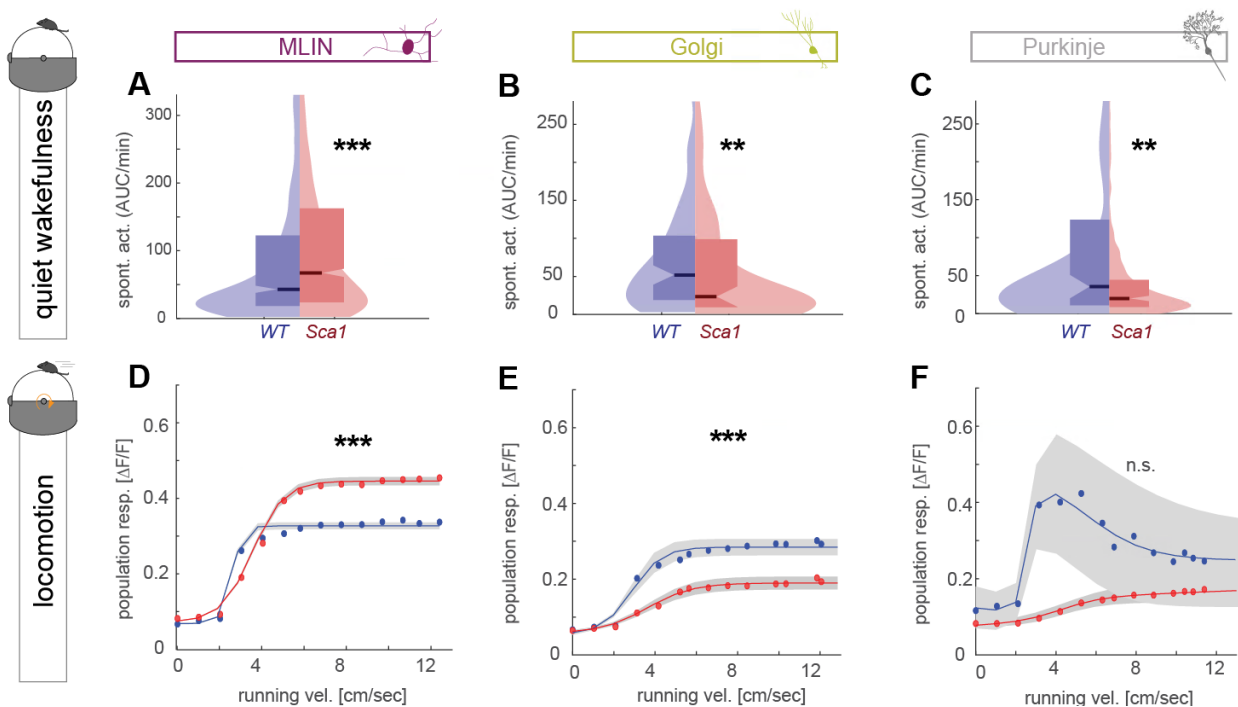 MLIN
Golgi
Purkinje
quiet wakefulness
A
spont. act. (AUC/min)
300
200
100
50
0
***
WT
Sca1
B
spont. act. (AUC/min)
250
150
50
0
**
WT
Sca1
C
spont. act. (AUC/min)
250
150
50
0
**
WT
Sca1
locomotion
D
population resp. [ΔF/F]
0.6
0.4
0.2
0
***
0
4
8
12
running vel. [cm/sec]
E
population resp. [ΔF/F]
0.6
0.4
0.2
0
***
0
4
8
12
running vel. [cm/sec]
F
population resp. [ΔF/F]
0.6
0.4
0.2
0
n.s.
0
4
8
12
running vel. [cm/sec]